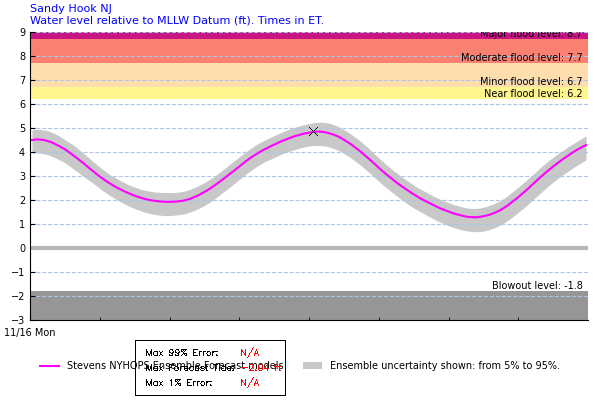 Sandy Hook NJ
Water level relative to MLLW Datum (ft). Times in ET.
9
Major flood level: 8.7
8
Moderate flood level: 7.7
7
Minor flood level: 6.7
Near flood level: 6.2
6
5
4
3
2
1
0
−1
Blowout level: -1.8
−2
−3
11/16 Mon
Max 99% Error: N/A
Stevens NYHOPS Ensemble Forecast models
Ensemble uncertainty shown: from 5% to 95%.
Max Forecast Tide:
Max 1% Error: N/A